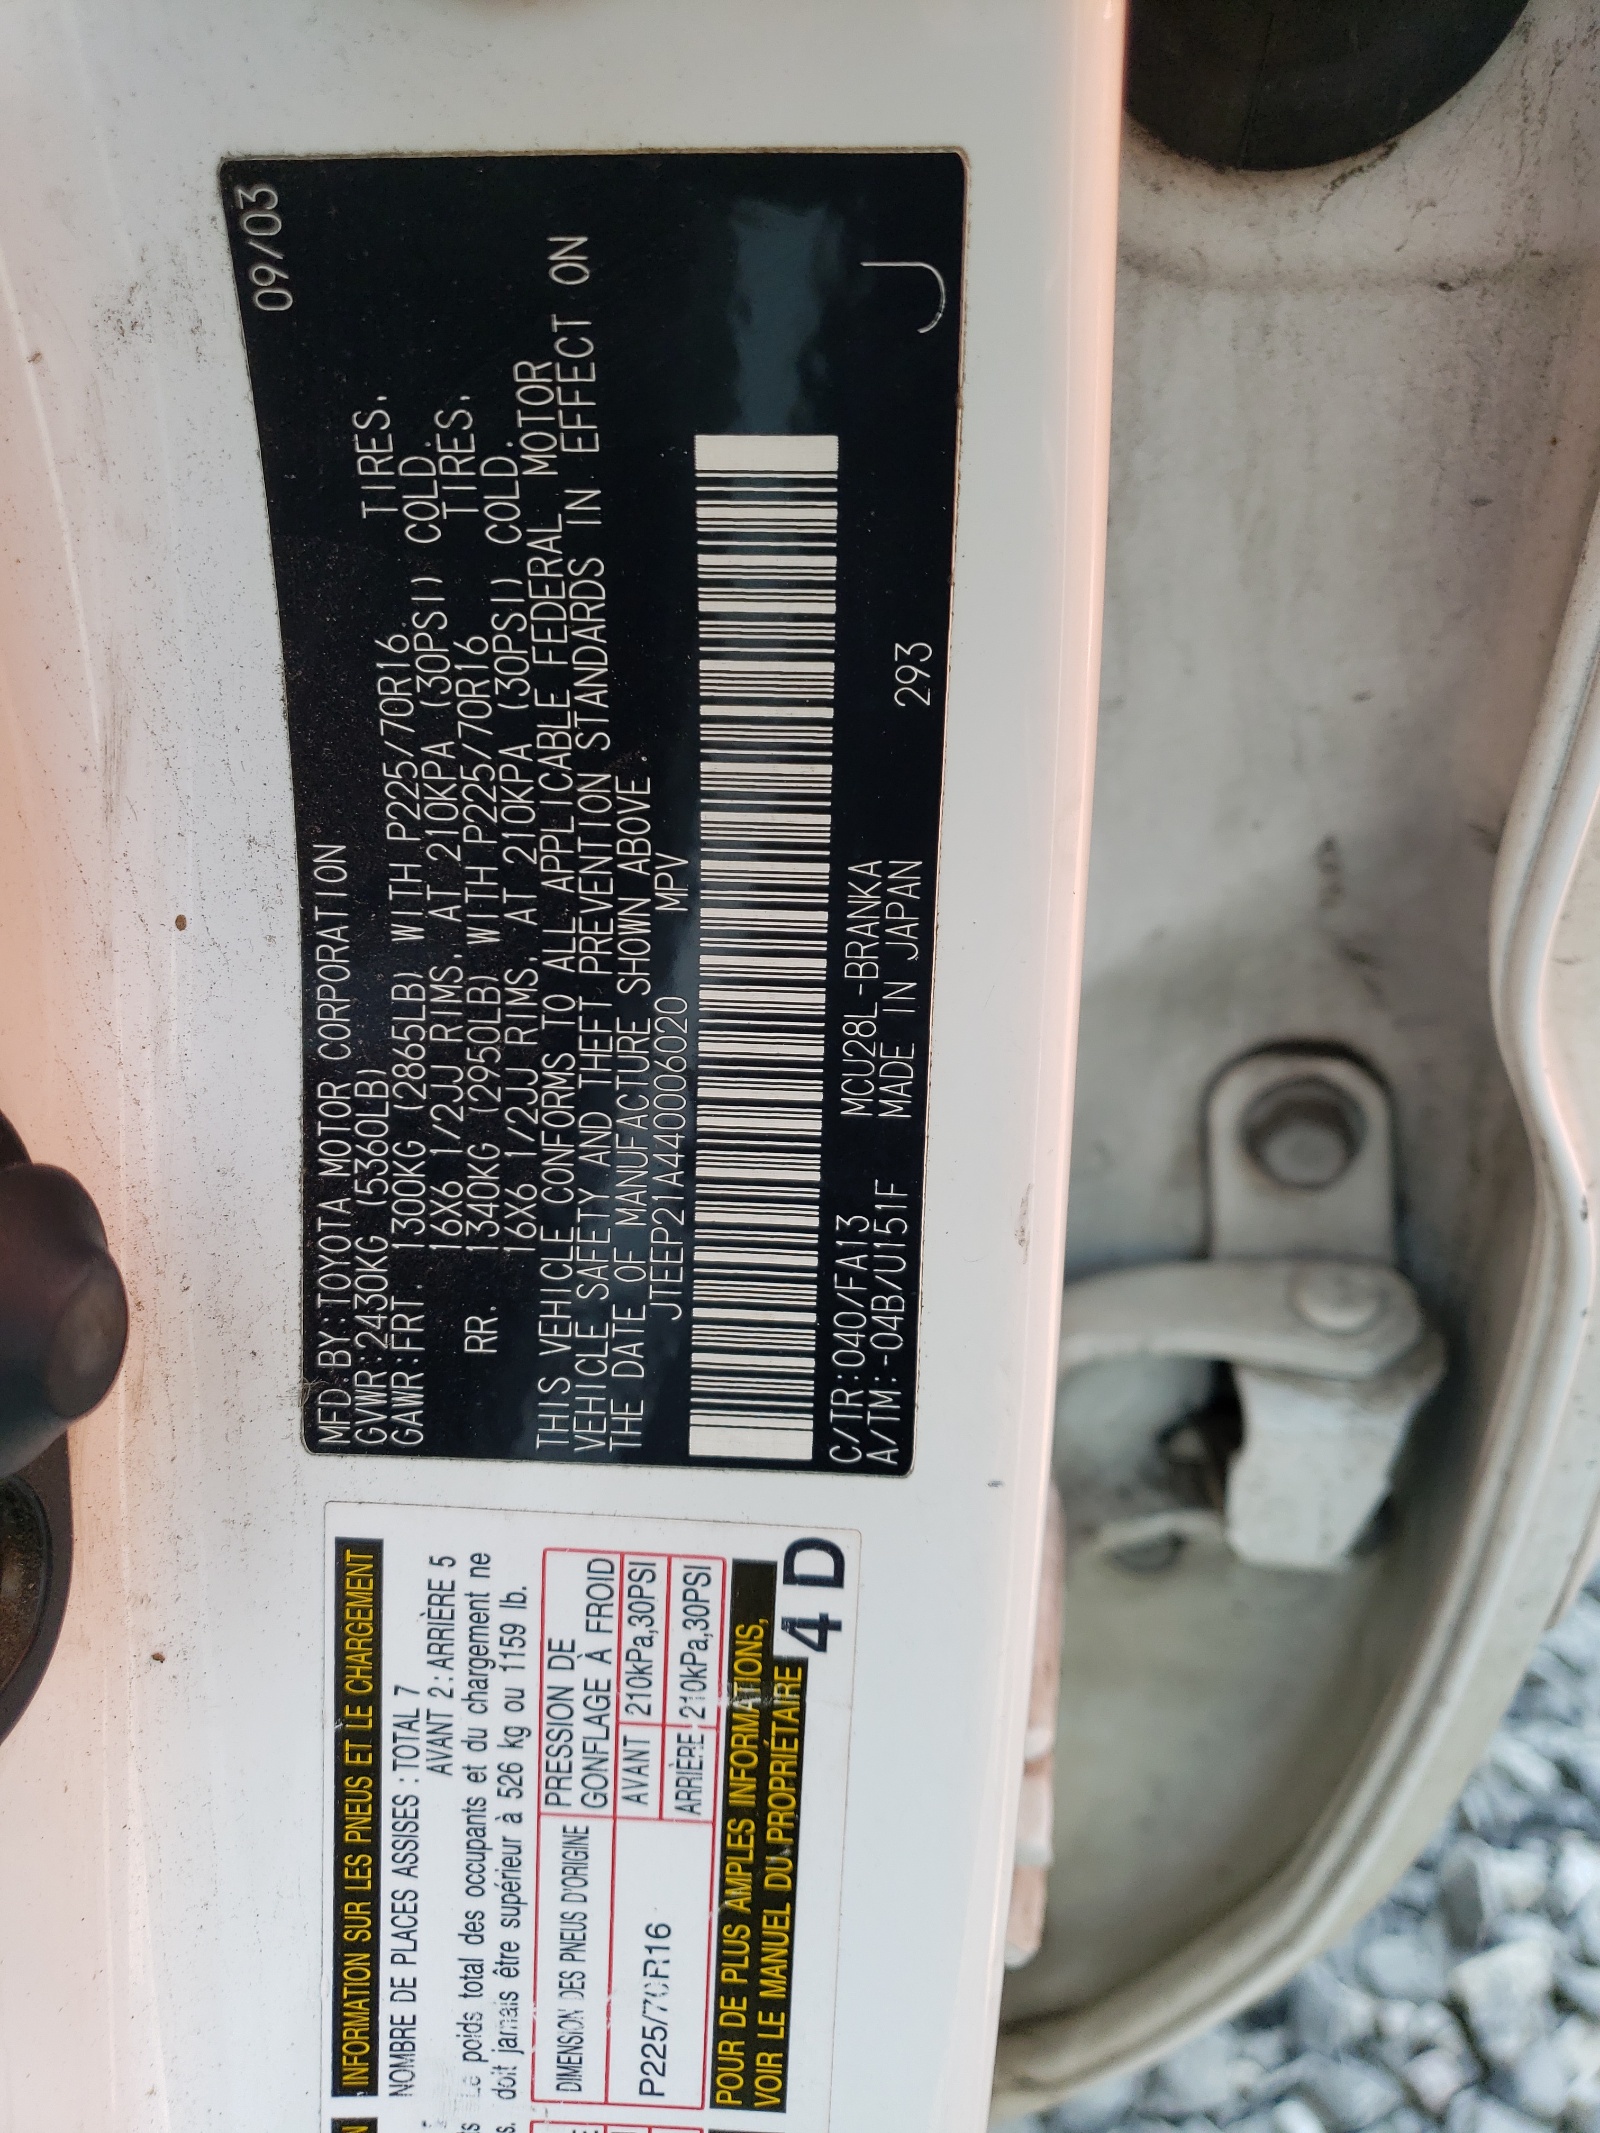 09/03
MFD.BY:TOYOTA MOTOR CORPORATION
GVWR:2430KG (5360LB)
GAWR:FRT. 1300KG (2865LB) WITH P225/70R16 TIRES.
16X6 1/2JJ RIMS, AT 210KPA (30PSI) COLD.
RR. 1340KG (2950LB) WITH P225/70R16 TIRES.
16X6 1/2JJ RIMS, AT 210KPA (30PSI) COLD.
THIS VEHICLE CONFORMS TO ALL APPLICABLE FEDERAL MOTOR
VEHICLE SAFETY AND THEFT PREVENTION STANDARDS IN EFFECT ON
THE DATE OF MANUFACTURE SHOWN ABOVE.
JTEEP21A440006020 MPV
C/TR:040/FA13 MCU28L-BRANKA
A/TM:-04B/U151F MADE IN JAPAN 293
J
INFORMATION SUR LES PNEUS ET LE CHARGEMENT
NOMBRE DE PLACES ASSISES : TOTAL 7
AVANT 2 : ARRIÈRE 5
Le poids total des occupants et du chargement ne
doit jamais être supérieur à 526 kg ou 1159 lb.
DIMENSION DES PNEUS D'ORIGINE PRESSION DE
GONFLAGE À FROID
P225/70R16 AVANT 210kPa,30PSI
ARRIÈRE 210kPa,30PSI
POUR DE PLUS AMPLES INFORMATIONS,
VOIR LE MANUEL DU PROPRIÉTAIRE
4D